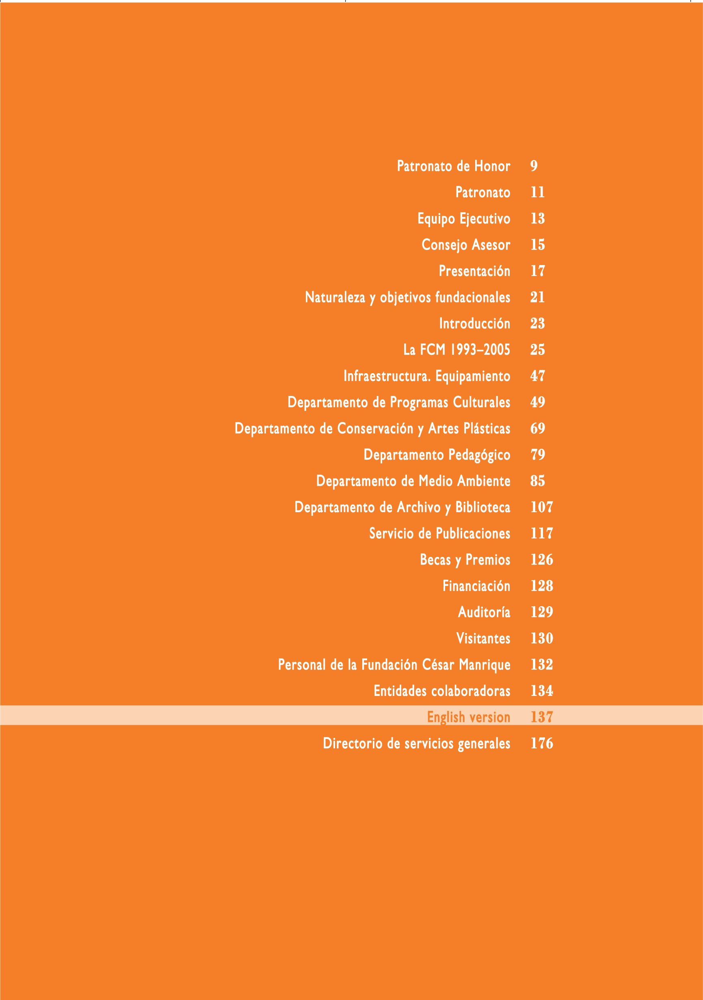 Patronato de Honor 9
Patronato 11
Equipo Ejecutivo 13
Consejo Asesor 15
Presentación 17
Naturaleza y objetivos fundacionales 21
Introducción 23
La FCM 1993–2005 25
Infraestructura. Equipamiento 47
Departamento de Programas Culturales 49
Departamento de Conservación y Artes Plásticas 69
Departamento Pedagógico 79
Departamento de Medio Ambiente 85
Departamento de Archivo y Biblioteca 107
Servicio de Publicaciones 117
Becas y Premios 126
Financiación 128
Auditoría 129
Visitantes 130
Personal de la Fundación César Manrique 132
Entidades colaboradoras 134
English version 137
Directorio de servicios generales 176